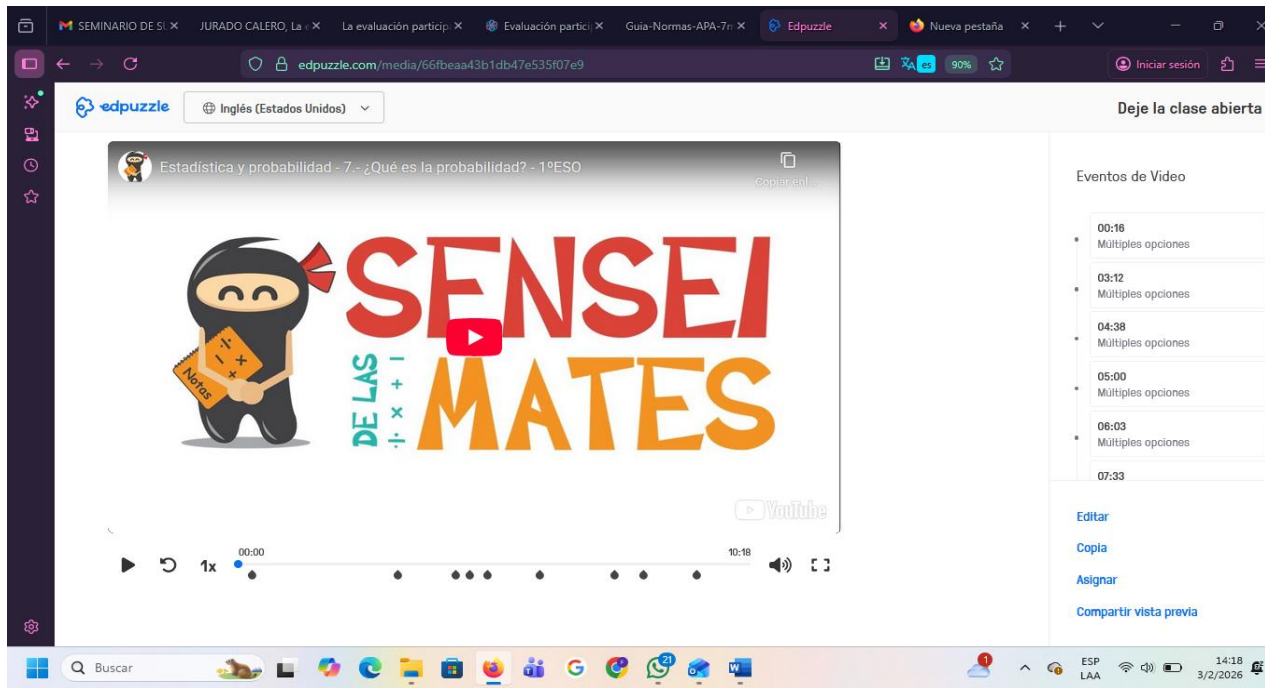 SEMINARIO DE SU
JURADO CALERO, La e
La evaluación particip
Evaluación particij
Guia-Normas-APA-7m
Edpuzzle
Nueva pestaña
edpuzzle.com/media/66fbeaa43b1db47e535f07e9
es
90%
Iniciar sesión
edpuzzle
Inglés (Estados Unidos)
Deje la clase abierta
Estadística y probabilidad - 7.- ¿Qué es la probabilidad? - 1ºESO
Copiar enl...
SENSEI
DE LAS
MATES
Notas
YouTube
00:00
10:18
1x
Eventos de Video
00:16
Múltiples opciones
03:12
Múltiples opciones
04:38
Múltiples opciones
05:00
Múltiples opciones
06:03
Múltiples opciones
07:33
Editar
Copia
Asignar
Compartir vista previa
Buscar
21
1
ESP
LAA
14:18
3/2/2026